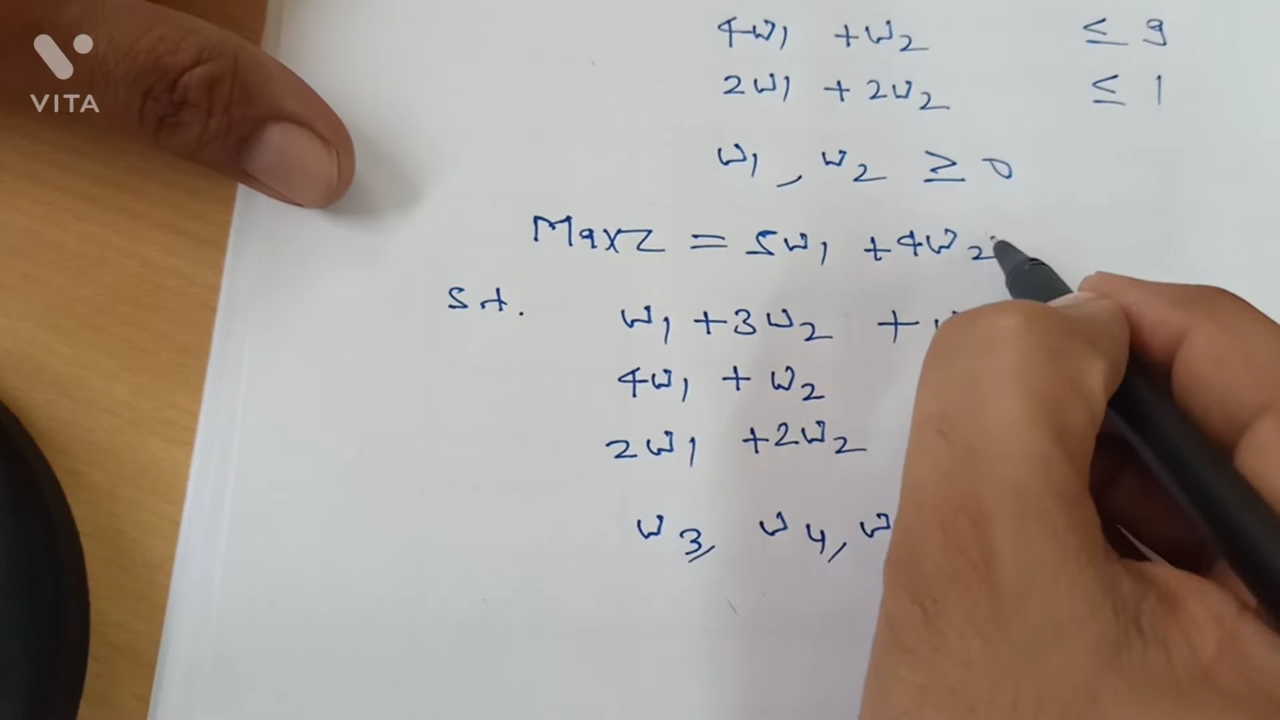 VITA
4w1 + w2 ≤ 9
2w1 + 2w2 ≤ 1
w1, w2 ≥ 0
Max Z = 5w1 + 4w2
S t.
w1 + 3w2 +
4w1 + w2
2w1 + 2w2
w3, w4, w